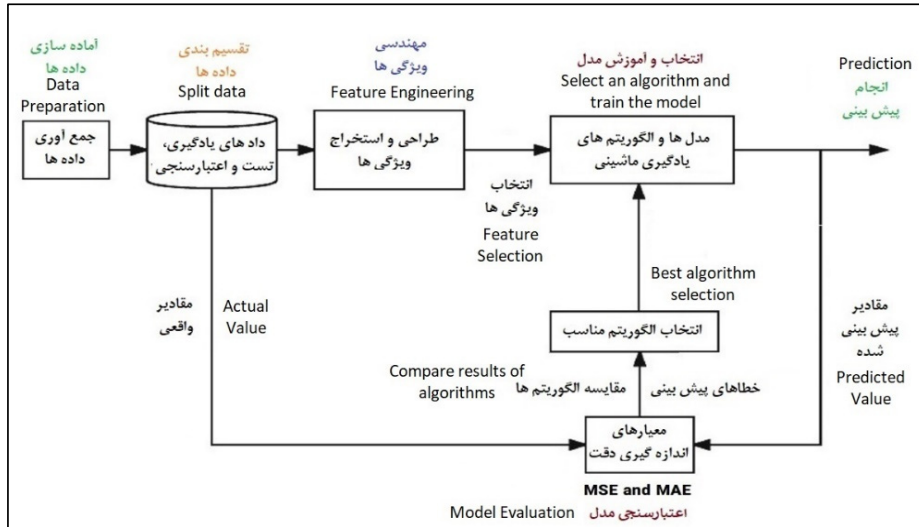 آماده سازی
داده ها
Data
Preparation
جمع آوری
داده ها
تقسیم بندی
داده ها
Split data
داد های یادگیری،
تست و اعتبارسنجی
مهندسی
ویژگی ها
Feature Engineering
طراحی و استخراج
ویژگی ها
انتخاب و آموزش مدل
Select an algorithm and
train the model
مدل ها و الگوریتم های
یادگیری ماشینی
Prediction
انجام
پیش بینی
انتخاب
ویژگی ها
Feature
Selection
Best algorithm
selection
مقادیر
واقعی
Actual
Value
انتخاب الگوریتم مناسب
مقادیر
پیش بینی
شده
Predicted
Value
Compare results of
algorithms
مقایسه الگوریتم ها
خطاهای پیش بینی
معیارهای
اندازه گیری دقت
MSE and MAE
Model Evaluation اعتبارسنجی مدل